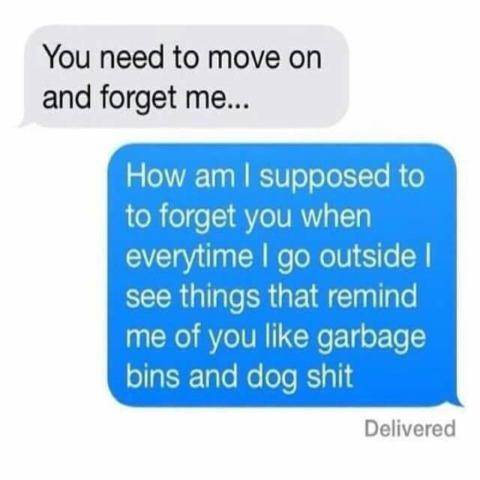 You need to move on
and forget me...
How am I supposed to
to forget you when
everytime I go outside I
see things that remind
me of you like garbage
bins and dog shit
Delivered